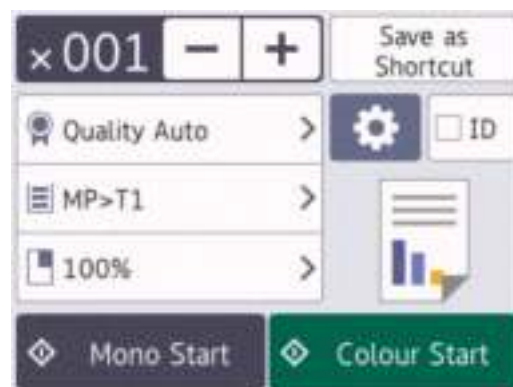 ×001 − +
Save as
Shortcut
Quality Auto >
ID
MP>T1 >
100% >
Mono Start
Colour Start